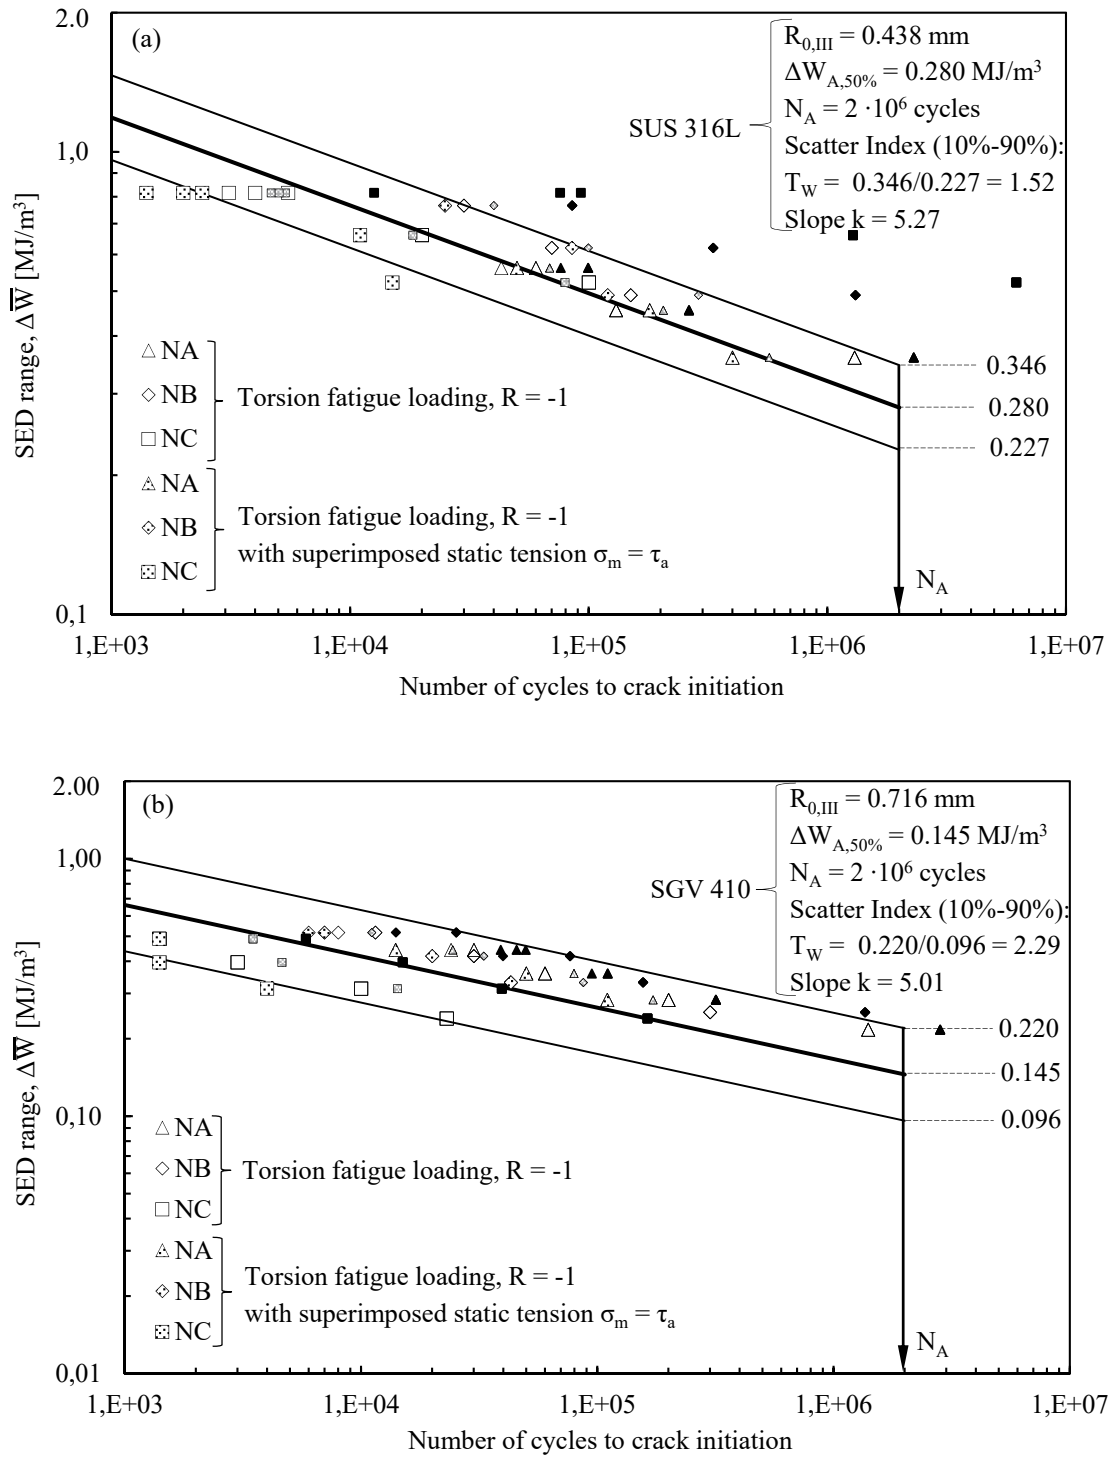 (a)
2.0
1.0
0,1
SED range, ΔW̅ [MJ/m³]
SUS 316L
R₀,III = 0.438 mm
ΔW_A,50% = 0.280 MJ/m³
N_A = 2 ·10⁶ cycles
Scatter Index (10%-90%):
T_W = 0.346/0.227 = 1.52
Slope k = 5.27
0.346
0.280
0.227
△ NA
◇ NB
□ NC
Torsion fatigue loading, R = -1
NA
NB
NC
Torsion fatigue loading, R = -1
with superimposed static tension σₘ = τₐ
N_A
1,E+03 1,E+04 1,E+05 1,E+06 1,E+07
Number of cycles to crack initiation
(b)
2.00
1,00
0,10
0,01
SED range, ΔW̅ [MJ/m³]
SGV 410
R₀,III = 0.716 mm
ΔW_A,50% = 0.145 MJ/m³
N_A = 2 ·10⁶ cycles
Scatter Index (10%-90%):
T_W = 0.220/0.096 = 2.29
Slope k = 5.01
0.220
0.145
0.096
△ NA
◇ NB
□ NC
Torsion fatigue loading, R = -1
NA
NB
NC
Torsion fatigue loading, R = -1
with superimposed static tension σₘ = τₐ
N_A
1,E+03 1,E+04 1,E+05 1,E+06 1,E+07
Number of cycles to crack initiation